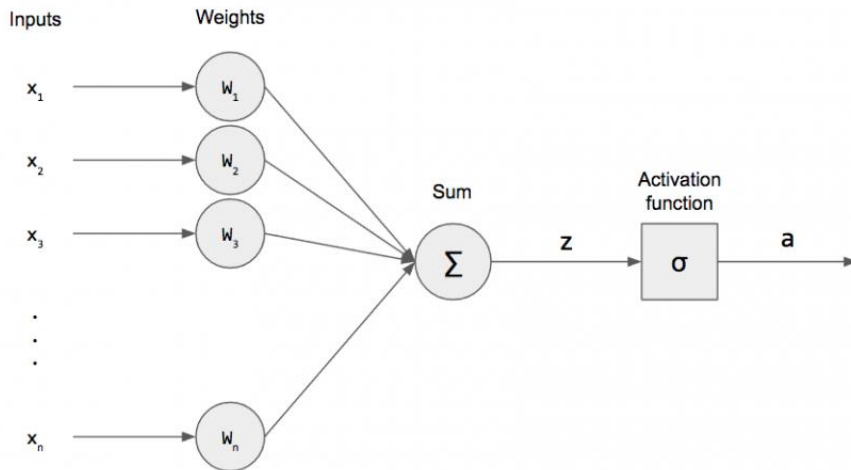 Inputs
Weights
x₁
W₁
x₂
W₂
Sum
Activation
function
x₃
W₃
Σ
z
σ
a
.
.
.
xₙ
Wₙ